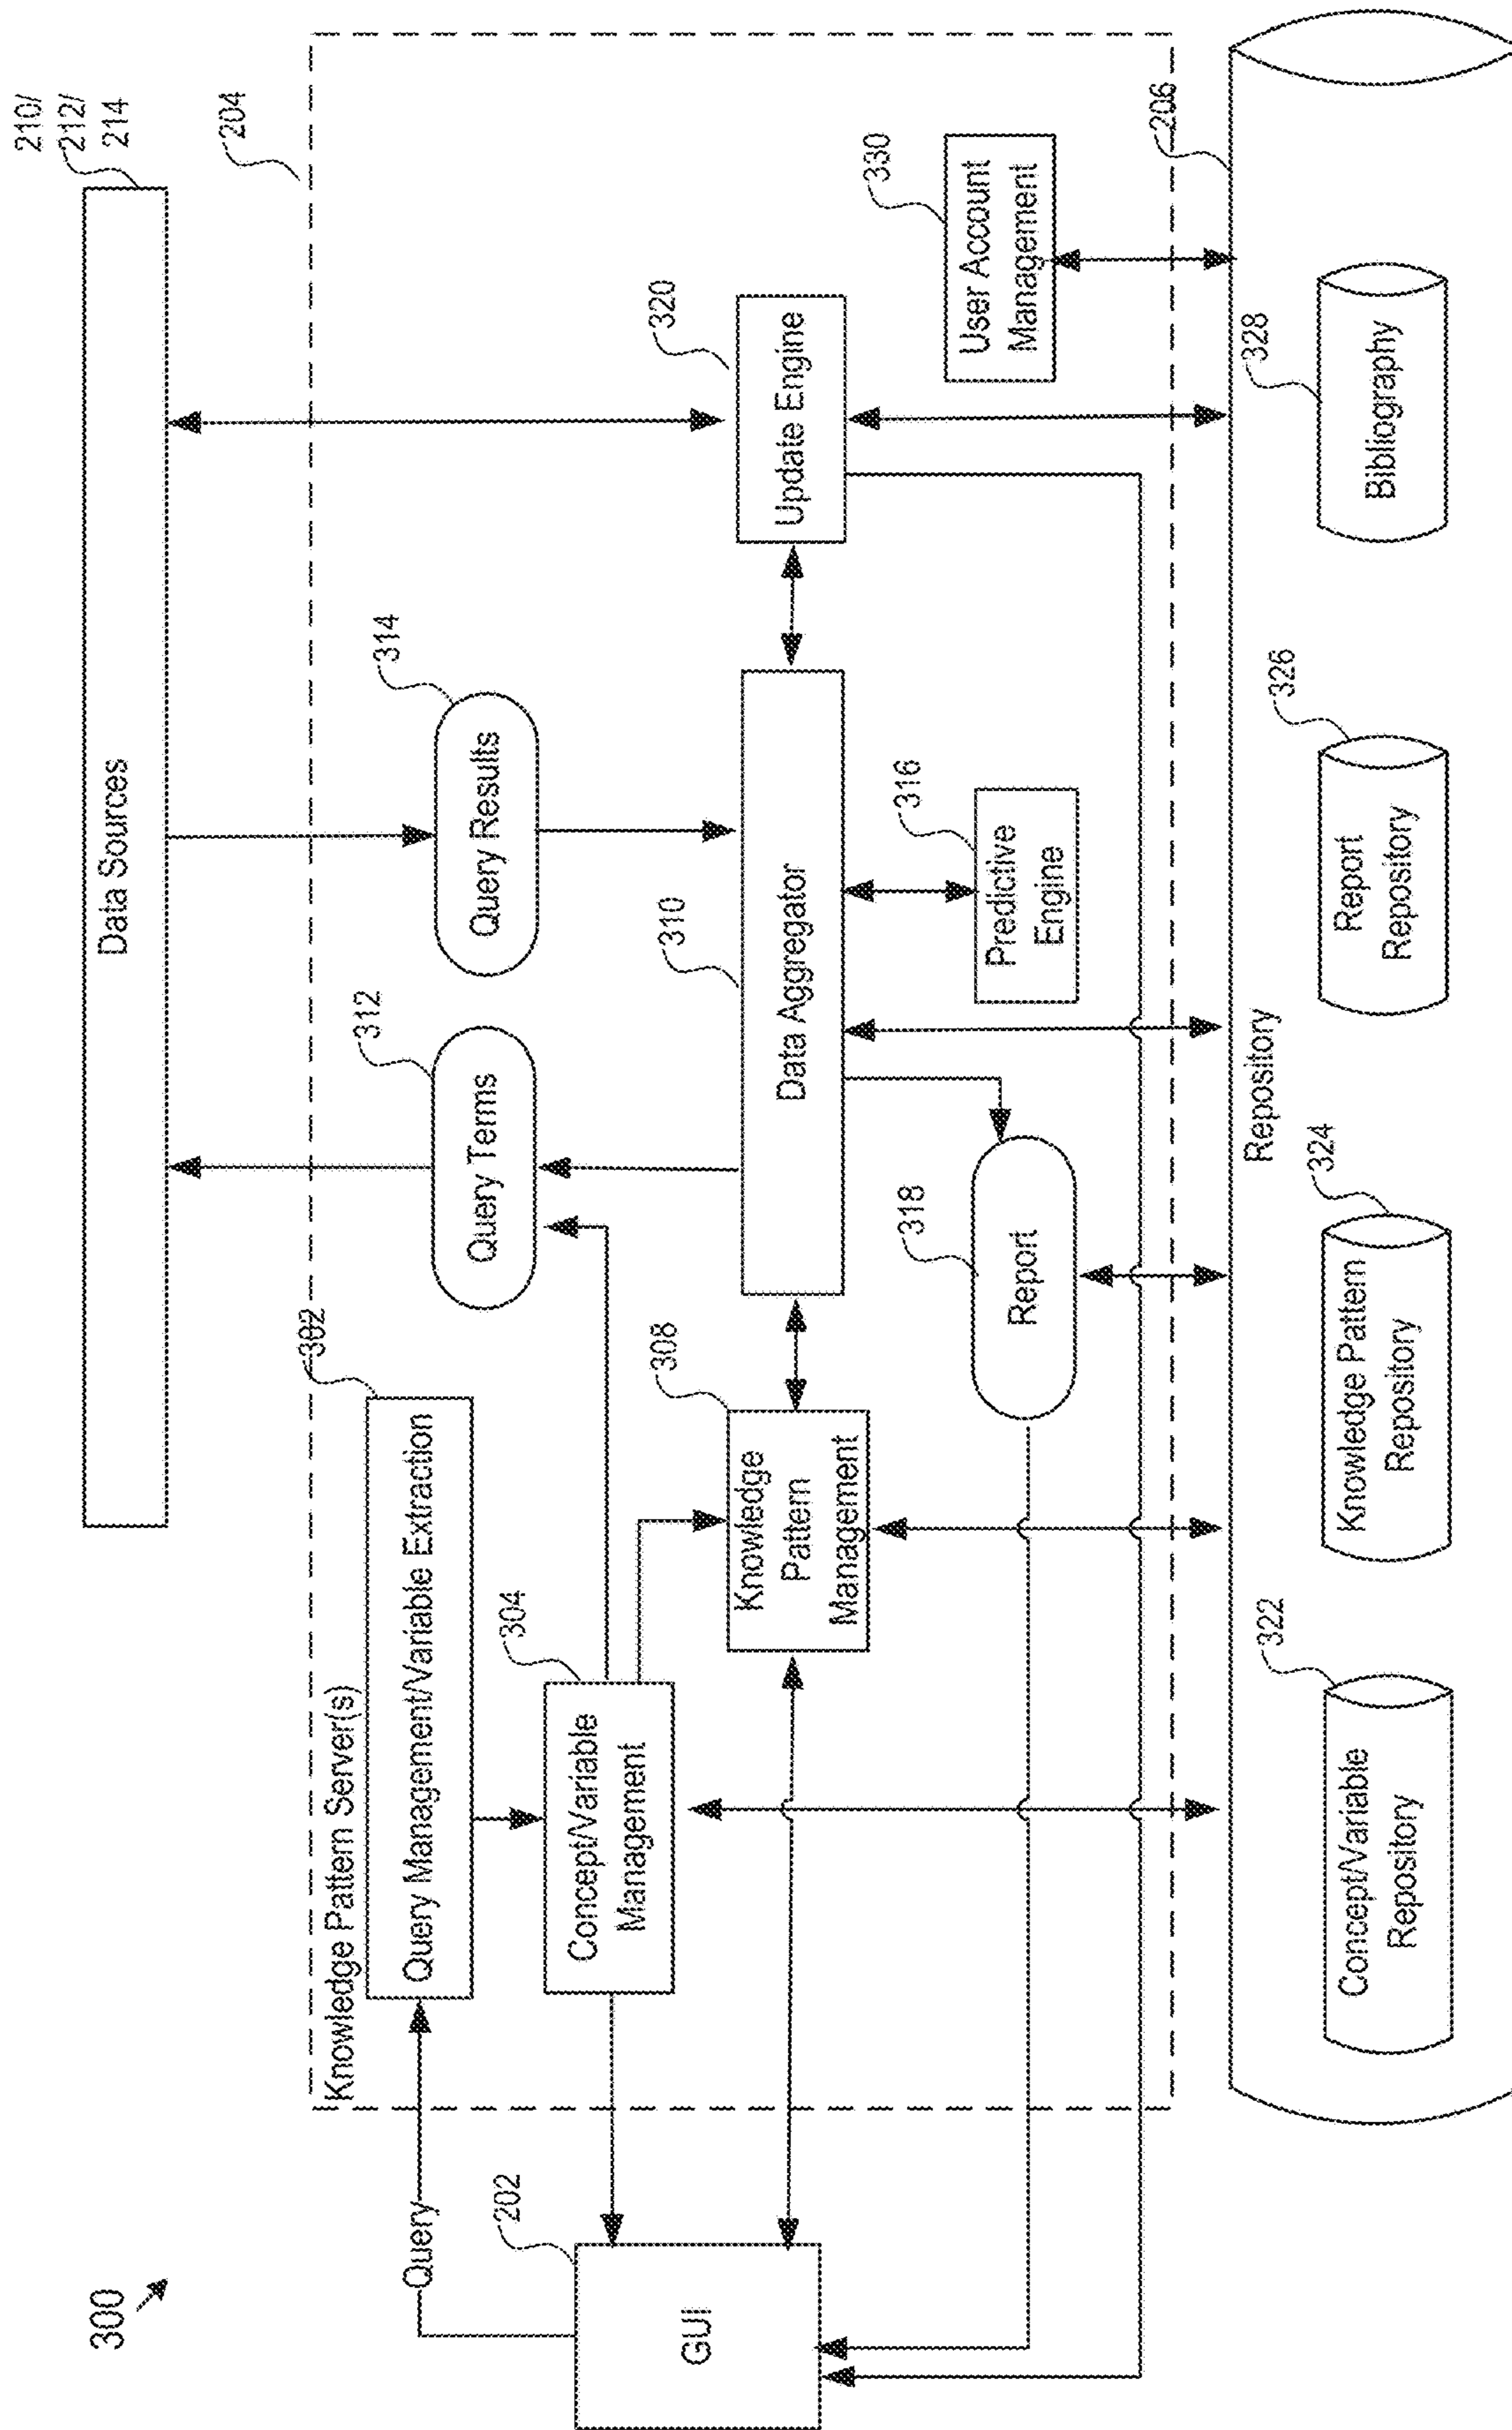 300
210/
212/
214
Data Sources
204
Knowledge Pattern Server(s)
302
Query Management/Variable Extraction
Query
202
GUI
304
Concept/Variable
Management
312
Query Terms
314
Query Results
308
Knowledge
Pattern
Management
310
Data Aggregator
320
Update Engine
318
Report
316
Predictive
Engine
330
User Account
Management
206
Repository
322
Concept/Variable
Repository
324
Knowledge Pattern
Repository
326
Report
Repository
328
Bibliography